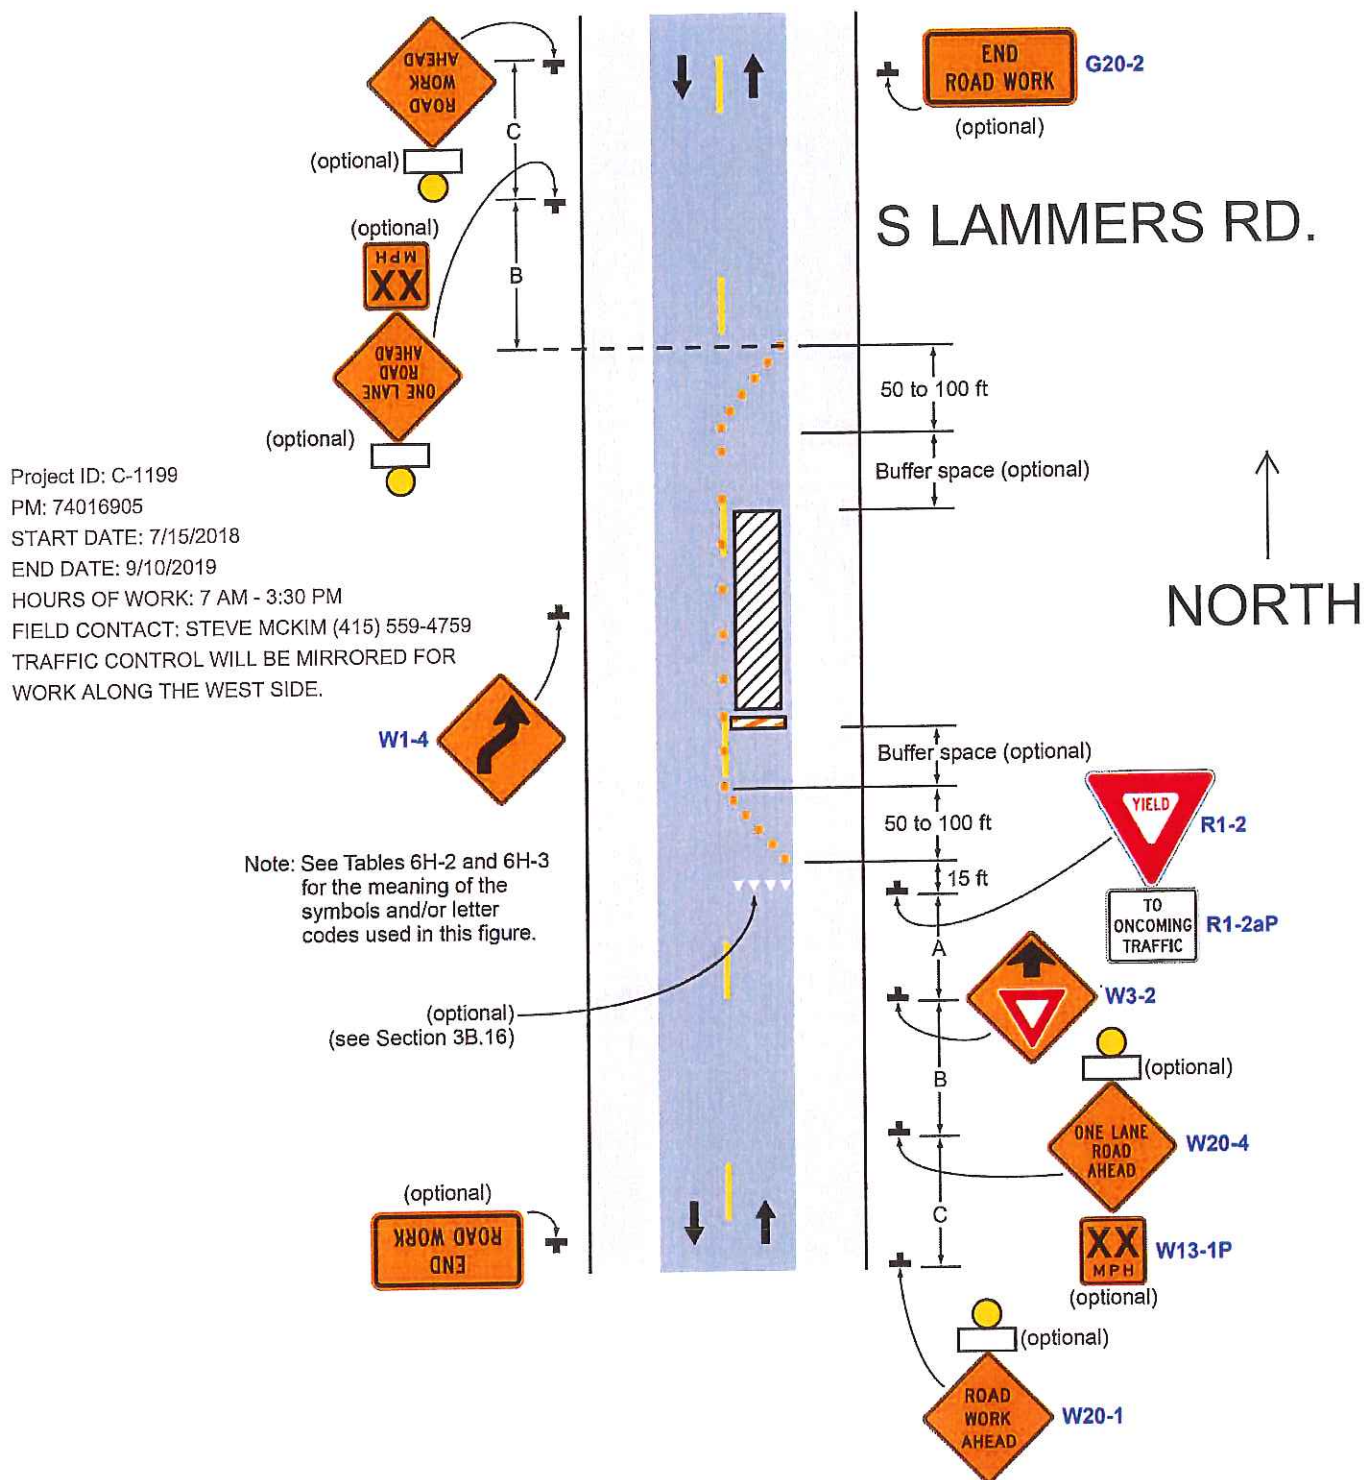 ROAD
WORK
AHEAD
(optional)
C
(optional)
XX
MPH
B
ONE LANE
ROAD
AHEAD
(optional)
END
ROAD WORK
G20-2
(optional)
S LAMMERS RD.
50 to 100 ft
Buffer space (optional)
NORTH
Project ID: C-1199
PM: 74016905
START DATE: 7/15/2018
END DATE: 9/10/2019
HOURS OF WORK: 7 AM - 3:30 PM
FIELD CONTACT: STEVE MCKIM (415) 559-4759
TRAFFIC CONTROL WILL BE MIRRORED FOR
WORK ALONG THE WEST SIDE.
W1-4
Buffer space (optional)
50 to 100 ft
15 ft
YIELD
R1-2
TO
ONCOMING
TRAFFIC
R1-2aP
Note: See Tables 6H-2 and 6H-3
for the meaning of the
symbols and/or letter
codes used in this figure.
A
W3-2
(optional)
(see Section 3B.16)
B
(optional)
ONE LANE
ROAD
AHEAD
W20-4
C
XX
MPH
W13-1P
(optional)
(optional)
END
ROAD WORK
(optional)
ROAD
WORK
AHEAD
W20-1